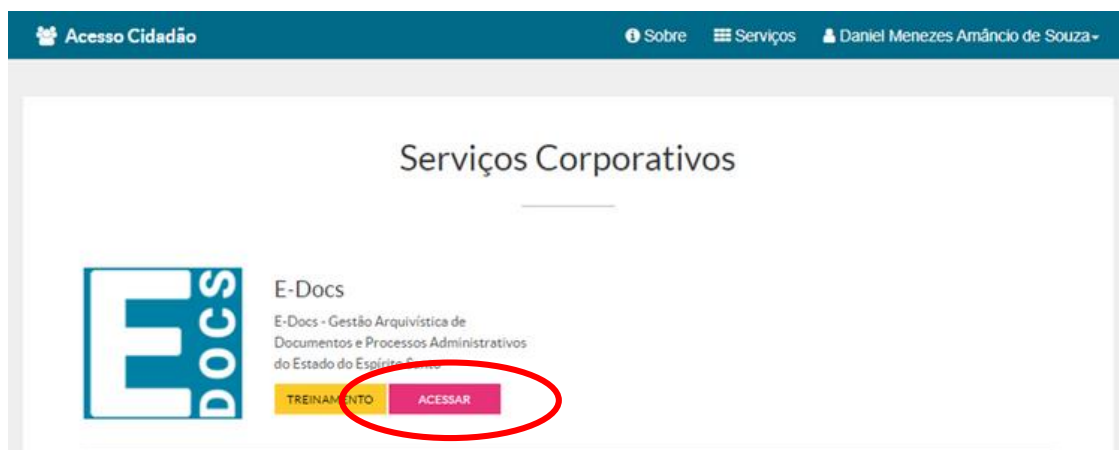 Acesso Cidadão
Sobre
Serviços
Daniel Menezes Amâncio de Souza
Serviços Corporativos
E DOCS
E-Docs
E-Docs - Gestão Arquivística de
Documentos e Processos Administrativos
do Estado do Espírito Santo
TREINAMENTO
ACESSAR